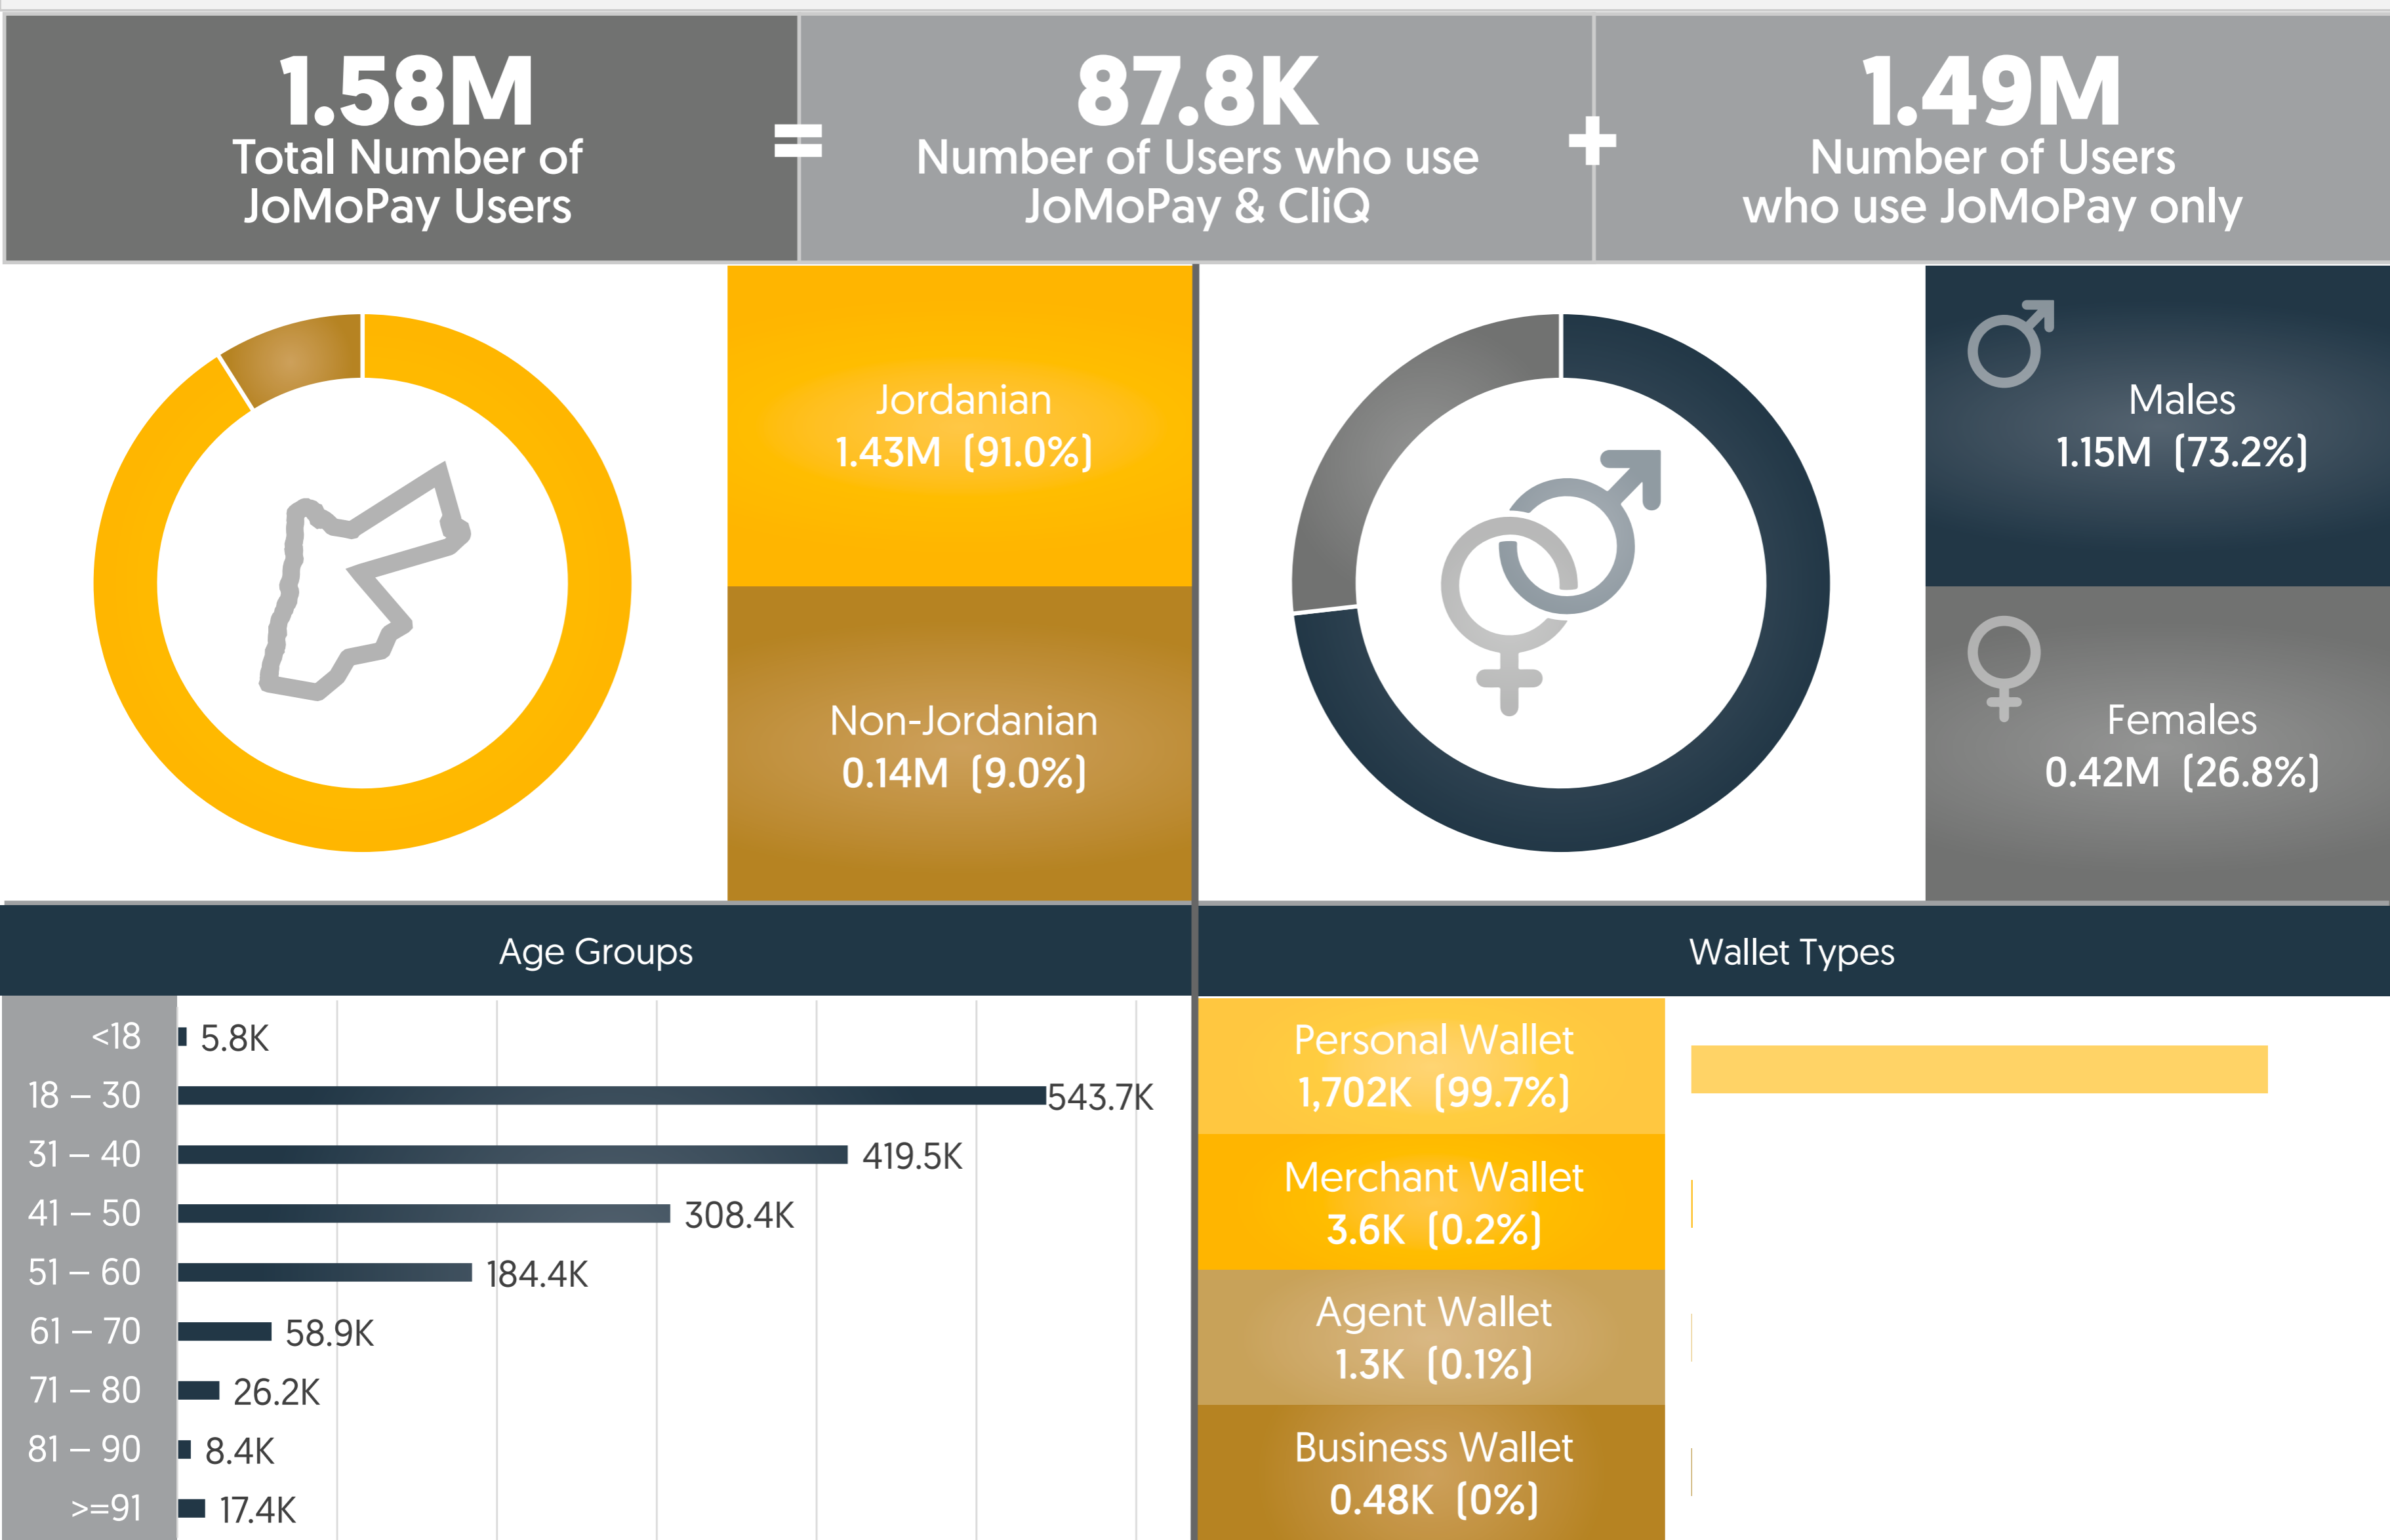 1.58M
Total Number of
JoMoPay Users
=
87.8K
Number of Users who use
JoMoPay & CliQ
+
1.49M
Number of Users
who use JoMoPay only
Jordanian
1.43M (91.0%)
Non-Jordanian
0.14M (9.0%)
Males
1.15M (73.2%)
Females
0.42M (26.8%)
Age Groups
<18 5.8K
18 – 30 543.7K
31 – 40 419.5K
41 – 50 308.4K
51 – 60 184.4K
61 – 70 58.9K
71 – 80 26.2K
81 – 90 8.4K
>=91 17.4K
Wallet Types
Personal Wallet
1,702K (99.7%)
Merchant Wallet
3.6K (0.2%)
Agent Wallet
1.3K (0.1%)
Business Wallet
0.48K (0%)